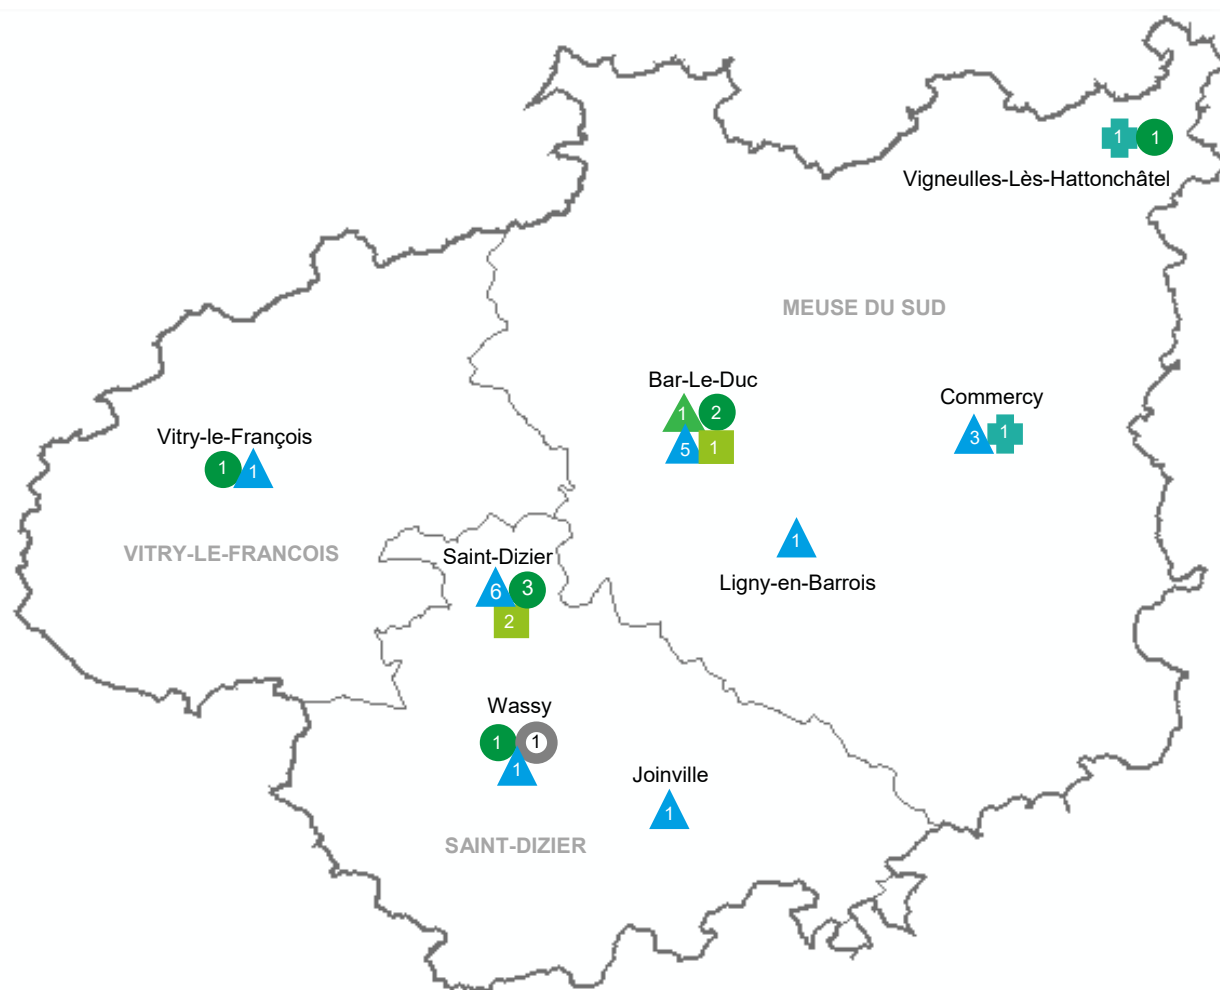 1 1
Vigneulles-Lès-Hattonchâtel
MEUSE DU SUD
Bar-Le-Duc
1 2
5 1
Commercy
3 1
Vitry-le-François
1 1
VITRY-LE-FRANCOIS
Saint-Dizier
6 3
2
1
Ligny-en-Barrois
Wassy
1 1
1
Joinville
1
SAINT-DIZIER